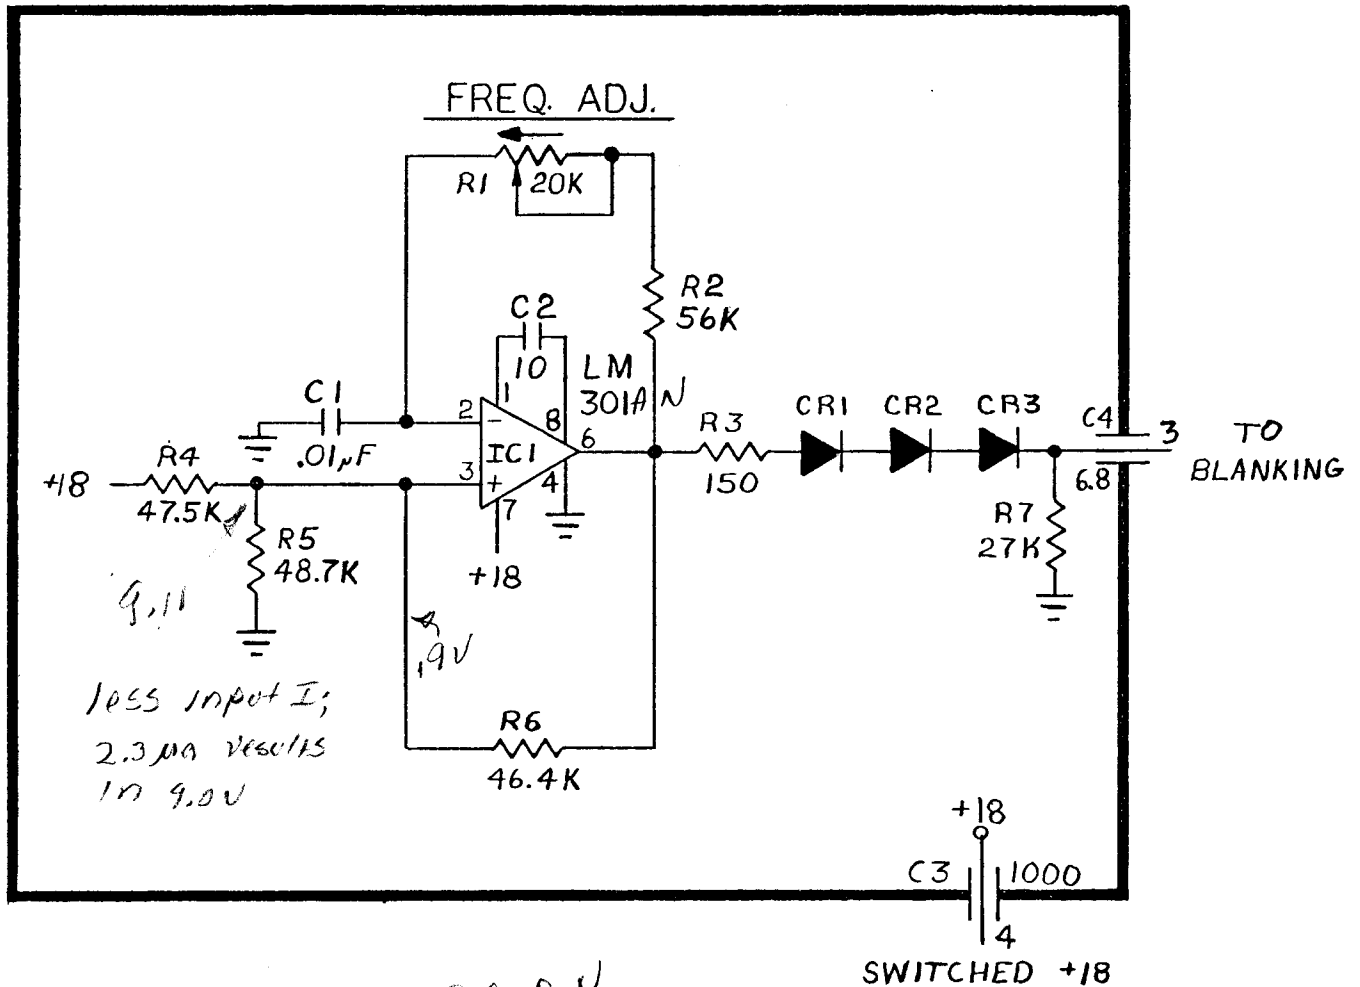 FREQ. ADJ.
R1
20K
R2
56K
C2
10
LM
301A N
1
8
C1
.01µF
2
-
IC1
6
3
+
4
7
+18
R4
+18
47.5K
R5
48.7K
9.11
.9V
less input I;
2.3 µa results
in 9.0V
R6
46.4K
R3
150
CR1
CR2
CR3
C4
3
6.8
TO
BLANKING
R7
27K
+18
C3
1000
4
SWITCHED +18